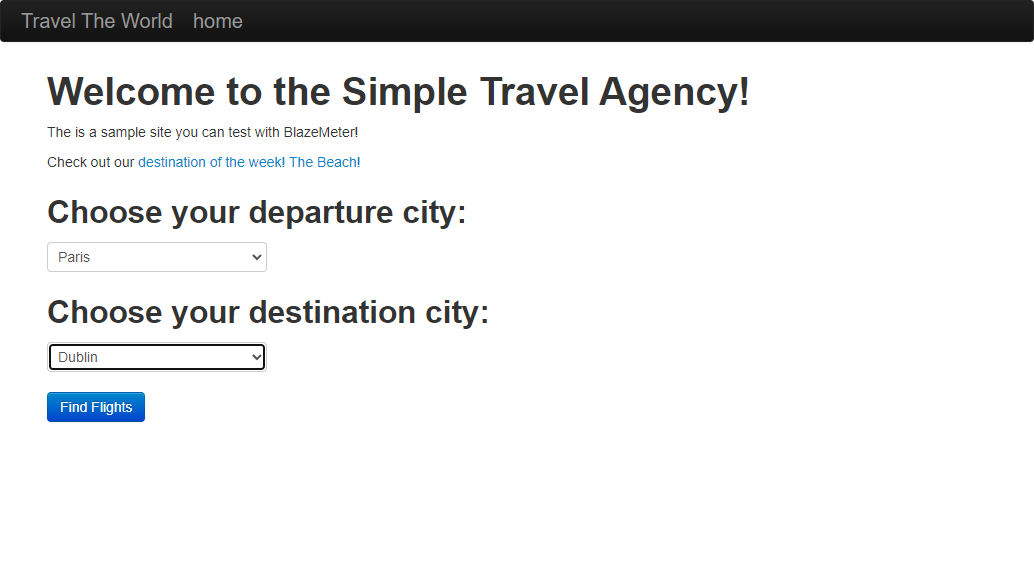 Travel The World home
Welcome to the Simple Travel Agency!
The is a sample site you can test with BlazeMeter!
Check out our destination of the week! The Beach!
Choose your departure city:
Paris
Choose your destination city:
Dublin
Find Flights